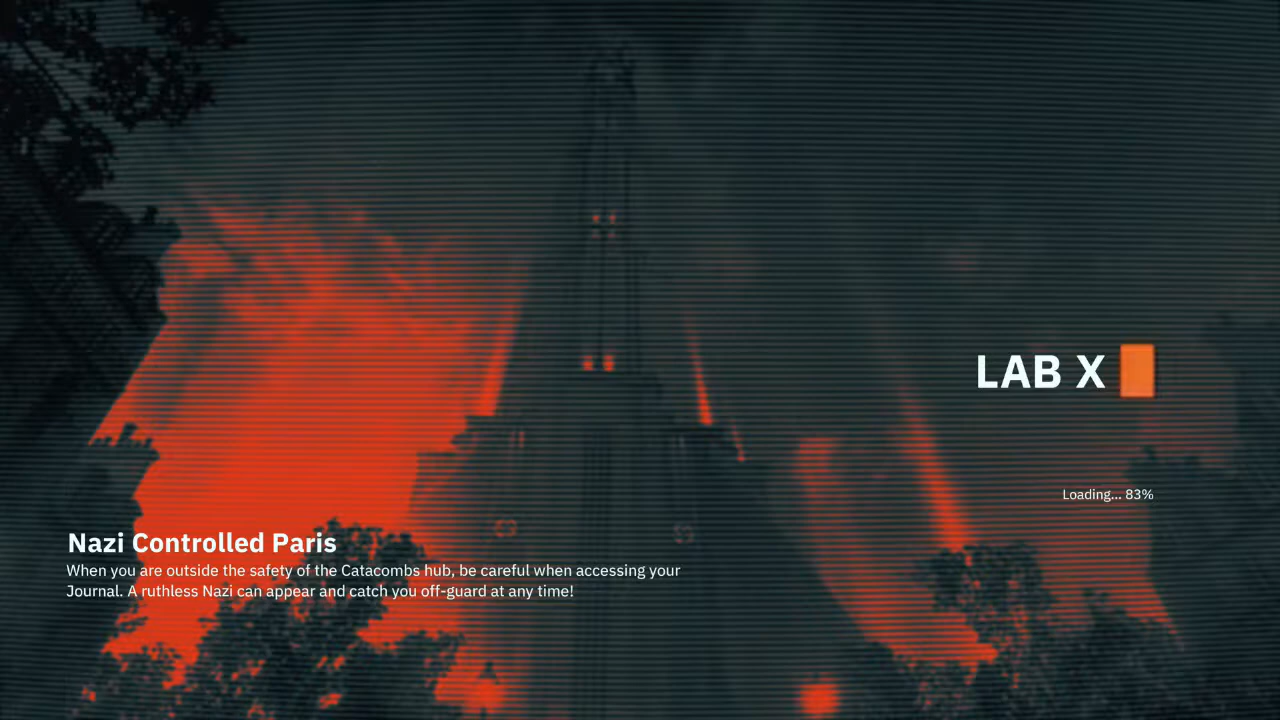 LAB X
Loading... 83%
Nazi Controlled Paris
When you are outside the safety of the Catacombs hub, be careful when accessing your
Journal. A ruthless Nazi can appear and catch you off-guard at any time!